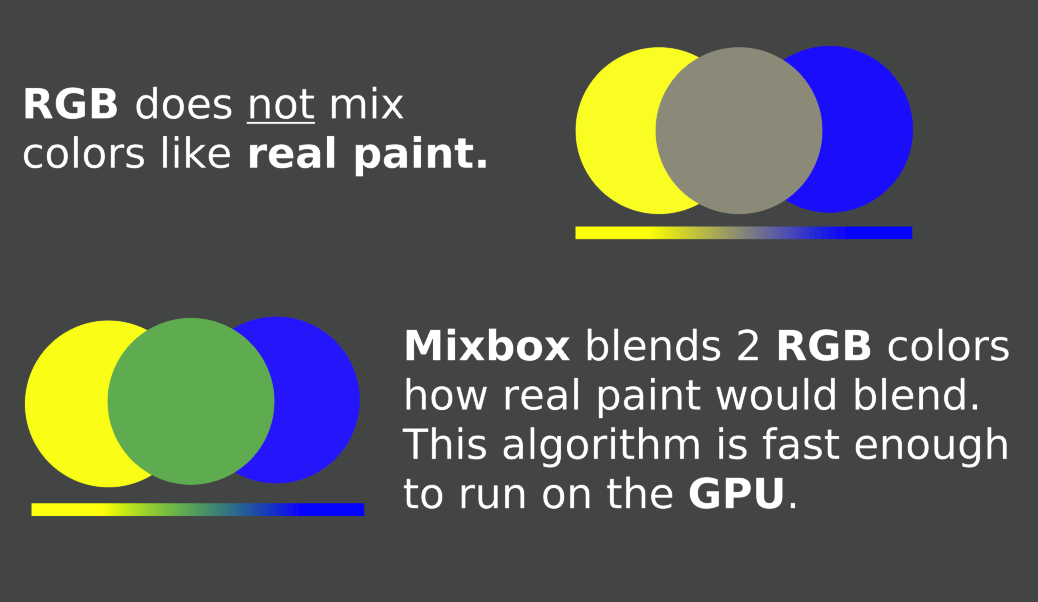 RGB does not mix
colors like real paint.
Mixbox blends 2 RGB colors
how real paint would blend.
This algorithm is fast enough
to run on the GPU.